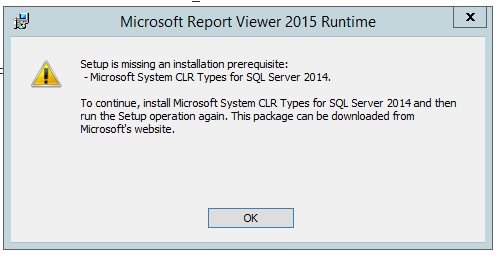 Microsoft Report Viewer 2015 Runtime
x
Setup is missing an installation prerequisite:
- Microsoft System CLR Types for SQL Server 2014.
To continue, install Microsoft System CLR Types for SQL Server 2014 and then
run the Setup operation again. This package can be downloaded from
Microsoft's website.
OK